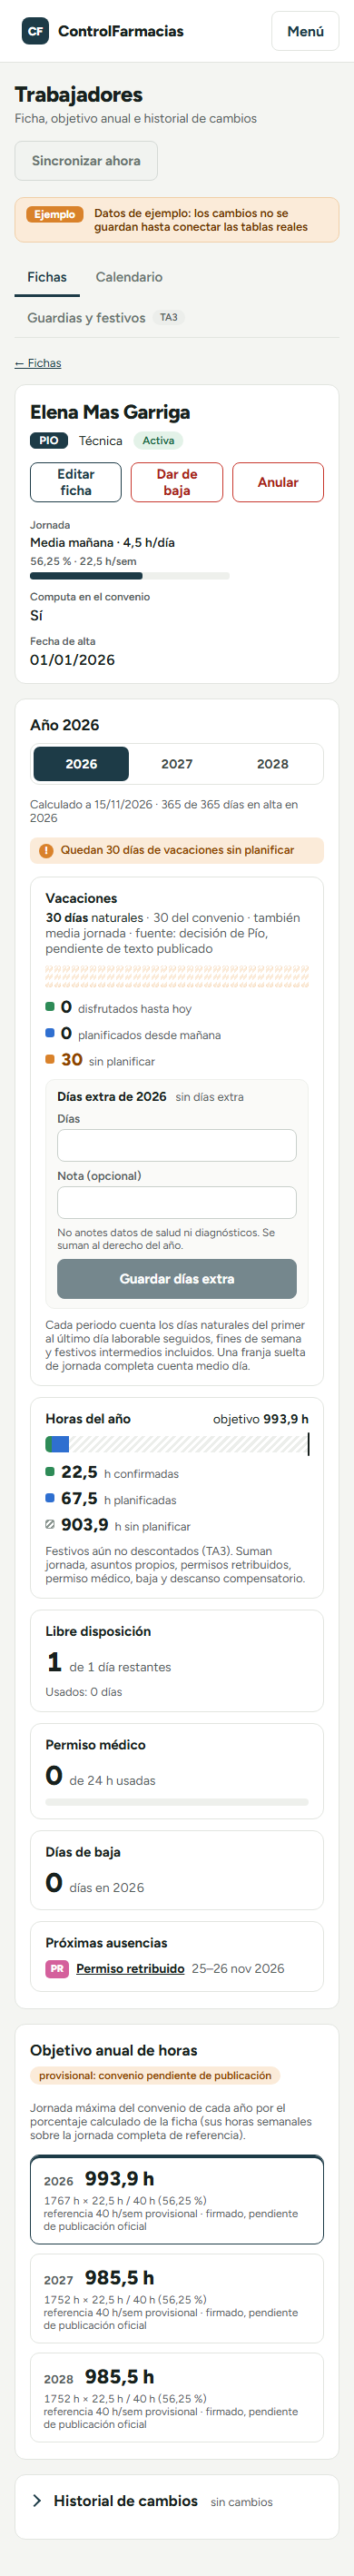 CF ControlFarmacias Menú
Trabajadores
Ficha, objetivo anual e historial de cambios
Sincronizar ahora
Ejemplo Datos de ejemplo: los cambios no se
guardan hasta conectar las tablas reales
Fichas Calendario
Guardias y festivos TA3
← Fichas
Elena Mas Garriga
PIO Técnica Activa
Editar
ficha
Dar de
baja
Anular
Jornada
Media mañana · 4,5 h/día
56,25 % · 22,5 h/sem
Computa en el convenio
Sí
Fecha de alta
01/01/2026
Año 2026
2026 2027 2028
Calculado a 15/11/2026 · 365 de 365 días en alta en
2026
! Quedan 30 días de vacaciones sin planificar
Vacaciones
30 días naturales · 30 del convenio · también
media jornada · fuente: decisión de Pío,
pendiente de texto publicado
0 disfrutados hasta hoy
0 planificados desde mañana
30 sin planificar
Días extra de 2026 sin días extra
Días
Nota (opcional)
No anotes datos de salud ni diagnósticos. Se
suman al derecho del año.
Guardar días extra
Cada periodo cuenta los días naturales del primer
al último día laborable seguidos, fines de semana
y festivos intermedios incluidos. Una franja suelta
de jornada completa cuenta medio día.
Horas del año objetivo 993,9 h
22,5 h confirmadas
67,5 h planificadas
903,9 h sin planificar
Festivos aún no descontados (TA3). Suman
jornada, asuntos propios, permisos retribuidos,
permiso médico, baja y descanso compensatorio.
Libre disposición
1 de 1 día restantes
Usados: 0 días
Permiso médico
0 de 24 h usadas
Días de baja
0 días en 2026
Próximas ausencias
PR Permiso retribuido 25–26 nov 2026
Objetivo anual de horas
provisional: convenio pendiente de publicación
Jornada máxima del convenio de cada año por el
porcentaje calculado de la ficha (sus horas semanales
sobre la jornada completa de referencia).
2026 993,9 h
1767 h × 22,5 h / 40 h (56,25 %)
referencia 40 h/sem provisional · firmado, pendiente
de publicación oficial
2027 985,5 h
1752 h × 22,5 h / 40 h (56,25 %)
referencia 40 h/sem provisional · firmado, pendiente
de publicación oficial
2028 985,5 h
1752 h × 22,5 h / 40 h (56,25 %)
referencia 40 h/sem provisional · firmado, pendiente
de publicación oficial
Historial de cambios sin cambios